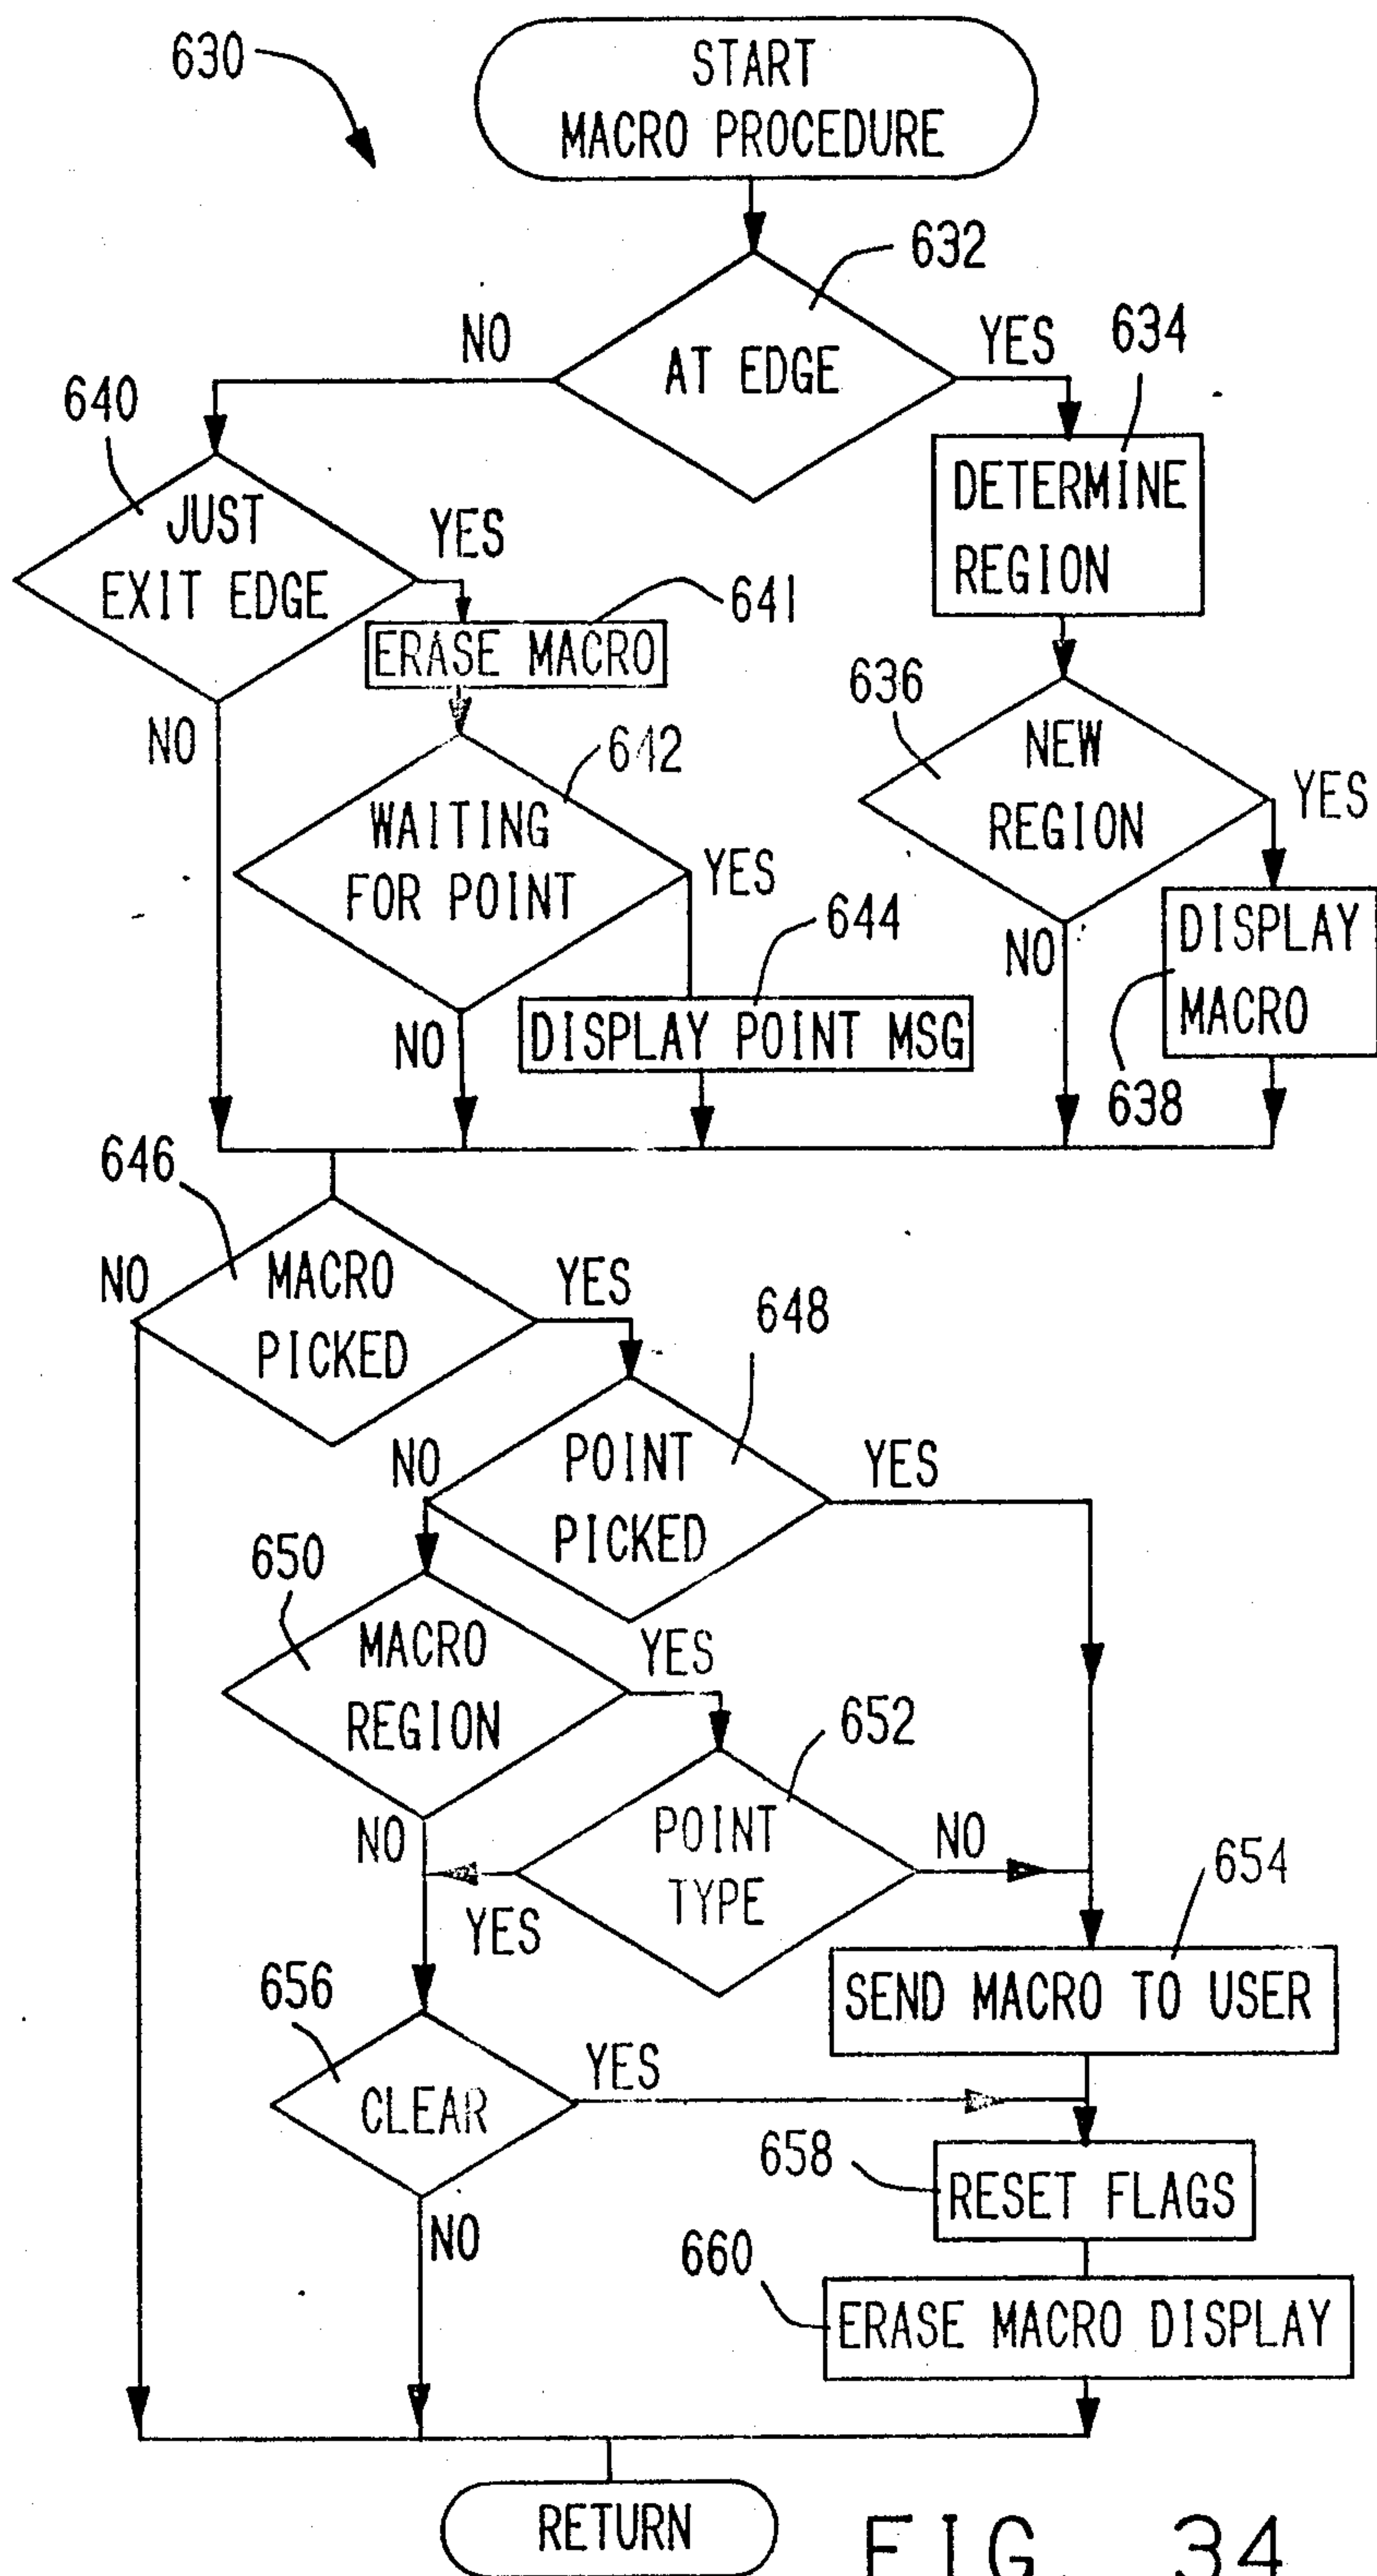 630
START
MACRO PROCEDURE
632
NO
AT EDGE
YES
634
640
JUST
EXIT EDGE
YES
DETERMINE
REGION
641
ERASE MACRO
636
NO
NEW
REGION
YES
642
WAITING
FOR POINT
YES
644
NO
DISPLAY
MACRO
NO
DISPLAY POINT MSG
638
646
NO
MACRO
PICKED
YES
648
NO
POINT
PICKED
YES
650
MACRO
REGION
YES
652
NO
POINT
TYPE
NO
654
YES
656
SEND MACRO TO USER
CLEAR
YES
658
RESET FLAGS
NO
660
ERASE MACRO DISPLAY
RETURN
FIG. 34